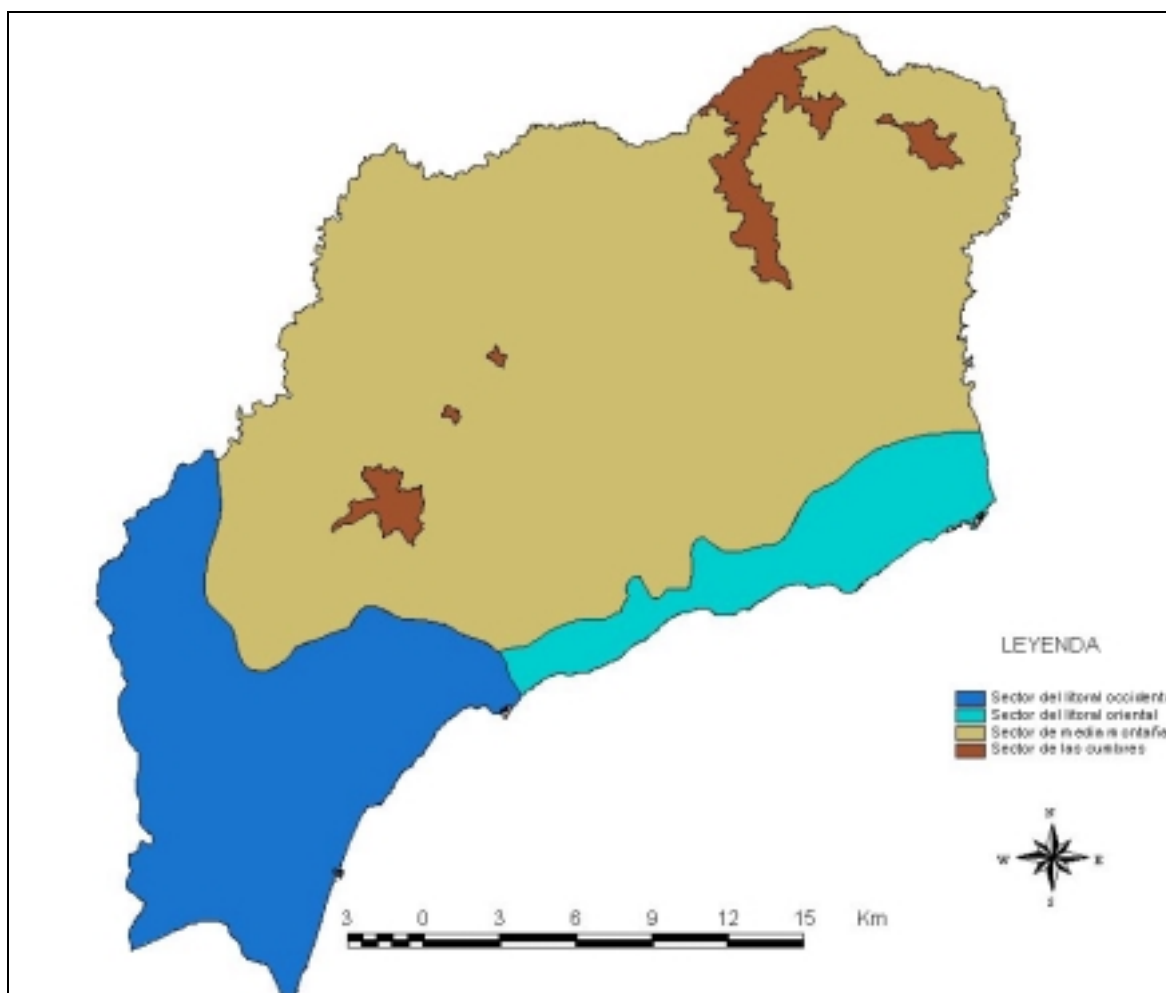 LEYENDA
Sector del litoral occidenta
Sector del litoral oriental
Sector de media montaña
Sector de las cumbres
N
W E
S
3 0 3 6 9 12 15 Km